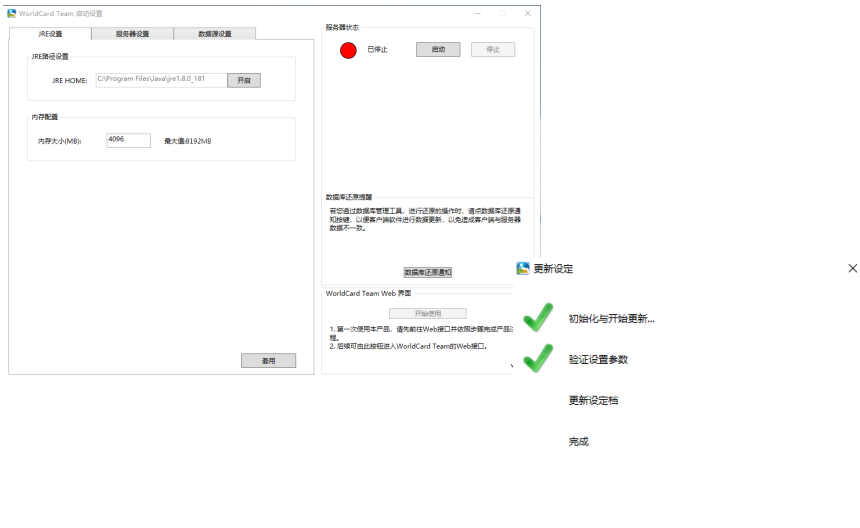 WorldCard Team 启动设置
JRE设置
服务器设置
数据源设置
JRE路径设置
JRE HOME:
C:\Program Files\Java\jre1.8.0_181
开启
内存配置
内存大小(MB):
4096
最大值:8192MB
套用
服务器状态
已停止
启动
停止
数据库还原提醒
若您通过数据库管理工具，进行还原的操作时，请点数据库还原通
知按键，以便客户端软件进行数据更新，以免造成客户端与服务器
数据不一致。
数据库还原通知
WorldCard Team Web 界面
开始使用
1. 第一次使用本产品，请先前往Web接口并依照步骤完成产品
程。
2. 后续可由此按钮进入WorldCard Team的Web接口。
更新设定
初始化与开始更新...
验证设置参数
更新设定档
完成